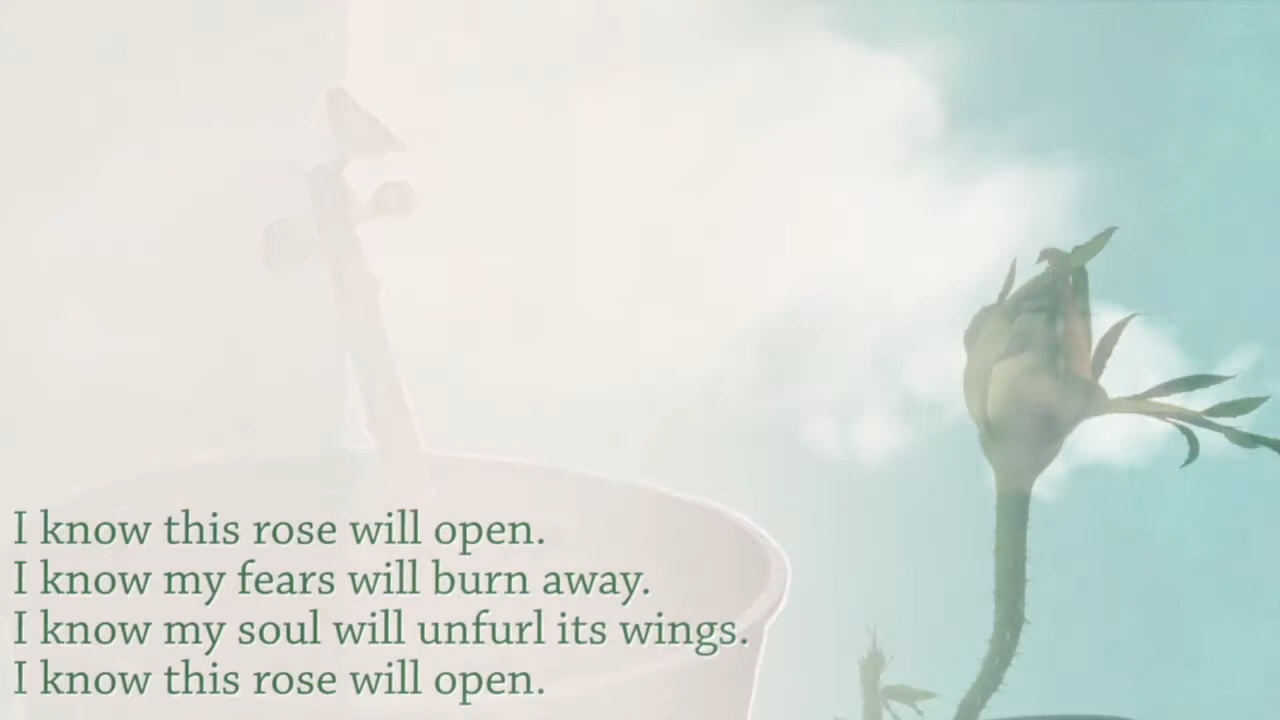 I know this rose will open.
I know my fears will burn away.
I know my soul will unfurl its wings.
I know this rose will open.